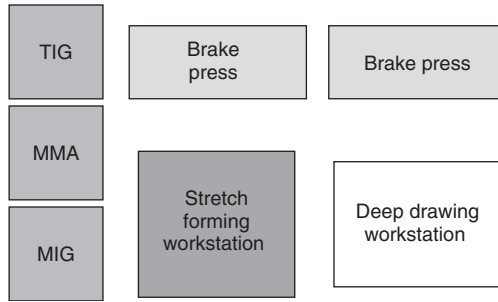 TIG
Brake
press
Brake press
MMA
Stretch
forming
workstation
Deep drawing
workstation
MIG